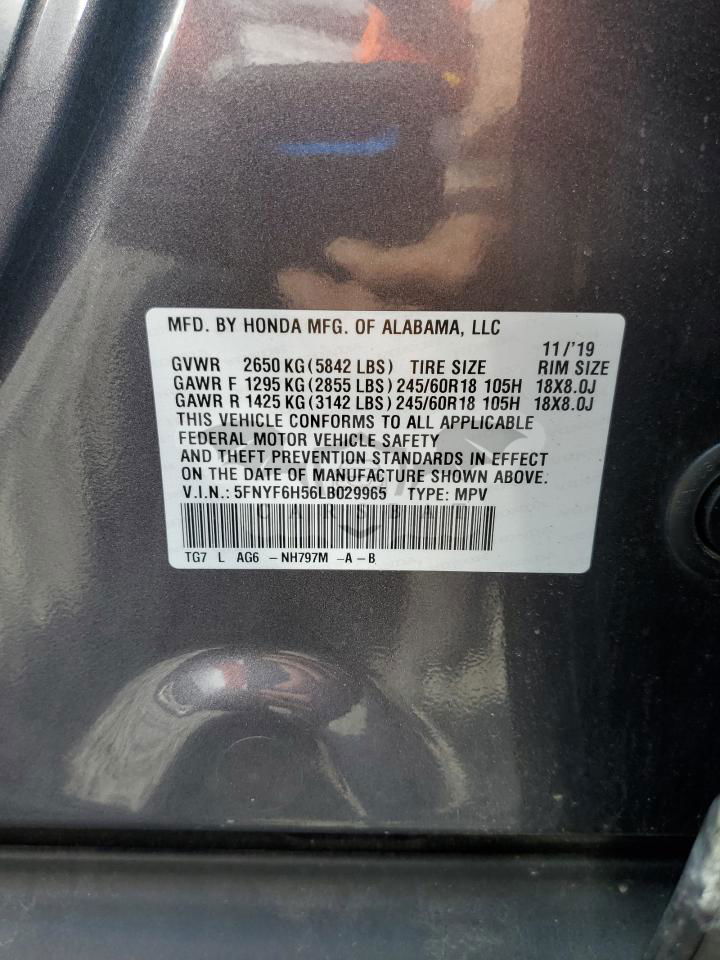 MFD. BY HONDA MFG. OF ALABAMA, LLC
11/'19
GVWR 2650 KG (5842 LBS) TIRE SIZE RIM SIZE
GAWR F 1295 KG (2855 LBS) 245/60R18 105H 18X8.0J
GAWR R 1425 KG (3142 LBS) 245/60R18 105H 18X8.0J
THIS VEHICLE CONFORMS TO ALL APPLICABLE
FEDERAL MOTOR VEHICLE SAFETY
AND THEFT PREVENTION STANDARDS IN EFFECT
ON THE DATE OF MANUFACTURE SHOWN ABOVE.
V.I.N.: 5FNYF6H56LB029965 TYPE: MPV
TG7 L AG6 - NH797M -A - B